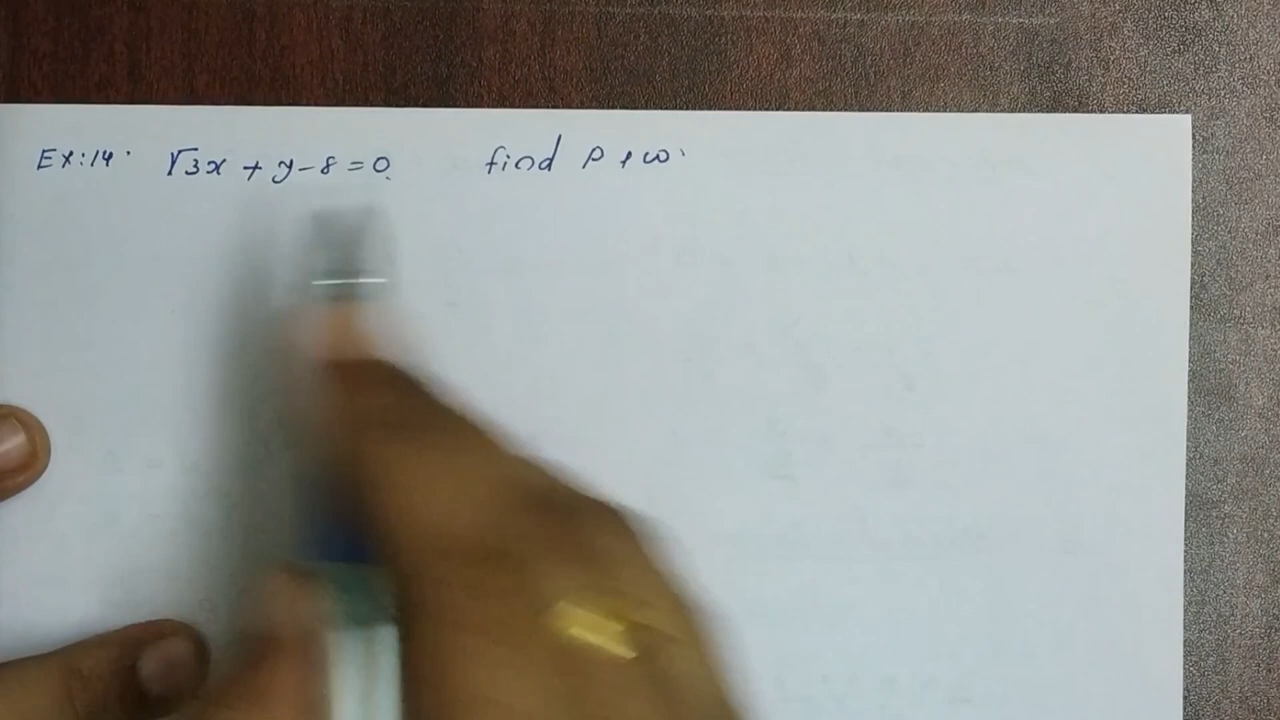 Ex:14. √3x + y - 8 = 0. find p & ω.